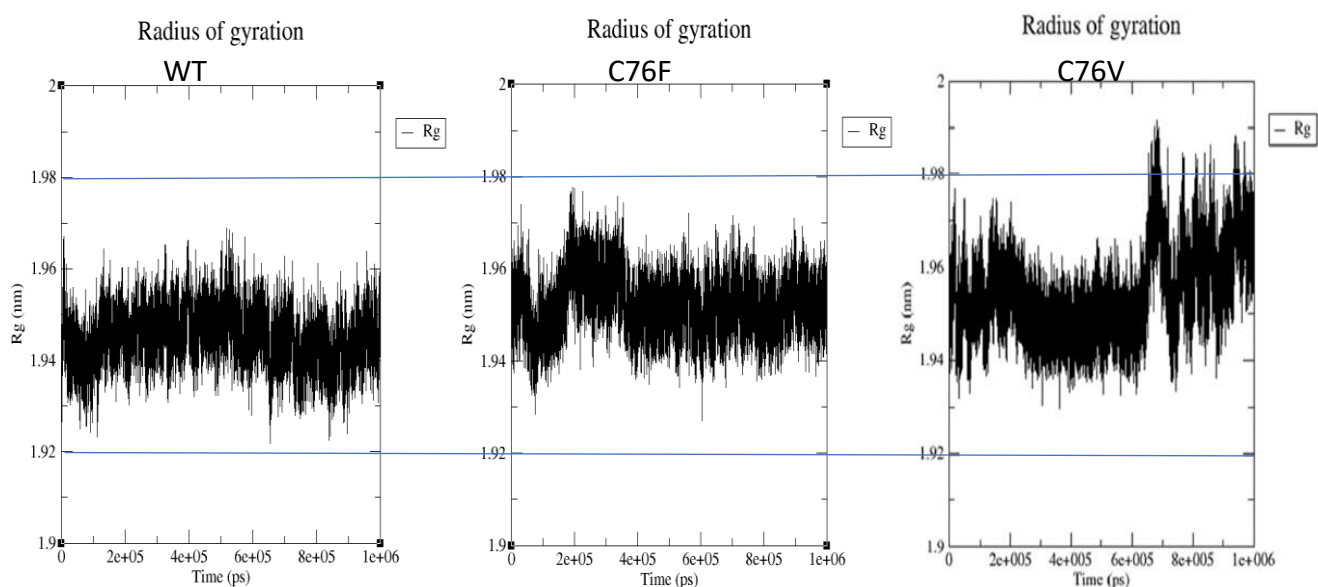 Radius of gyration
WT
2
1.98
1.96
1.94
1.92
1.9
Rg (nm)
Rg
0 2e+05 4e+05 6e+05 8e+05 1e+06
Time (ps)
Radius of gyration
C76F
2
1.98
1.96
1.94
1.92
1.9
Rg (nm)
Rg
0 2e+05 4e+05 6e+05 8e+05 1e+06
Time (ps)
Radius of gyration
C76V
2
1.98
1.96
1.94
1.92
1.9
Rg (nm)
Rg
0 2e+005 4e+005 6e+005 8e+005 1e+006
Time (ps)